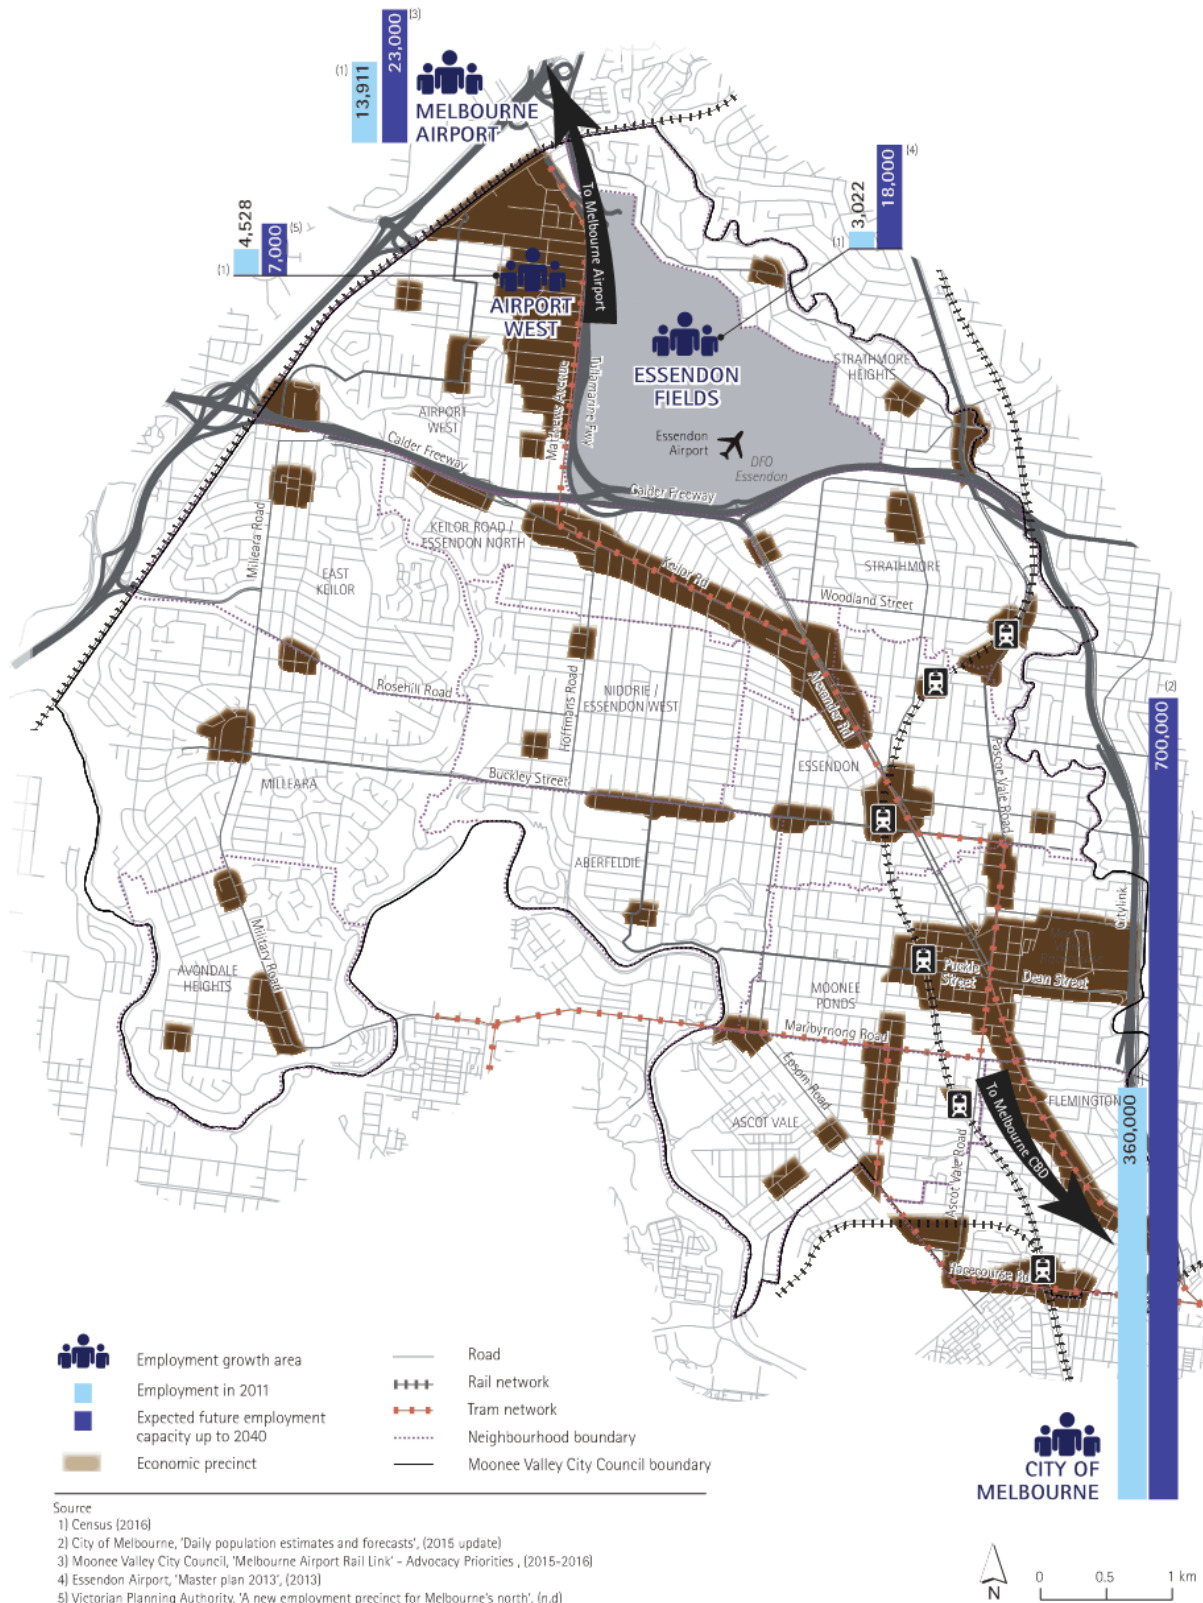 (3)
23,000
(1)
13,911
MELBOURNE
AIRPORT
(4)
18,000
3,022
(1)
4,528
(5)
7,000
(1)
To Melbourne Airport
AIRPORT
WEST
ESSENDON
FIELDS
STRATHMORE
HEIGHTS
Matthews Avenue
Tullamarine Fwy
AIRPORT
WEST
Essendon
Airport
DFO
Essendon
Calder Freeway
Calder Freeway
KEILOR ROAD /
ESSENDON NORTH
Milleara Road
EAST
KEILOR
Keilor Rd
STRATHMORE
Woodland Street
Rosehill Road
Hoffmans Road
NIDDRIE /
ESSENDON WEST
Alexander Rd
(2)
700,000
Pascoe Vale Road
ESSENDON
MILLEARA
Buckley Street
ABERFELDIE
Citylink
Military Road
AVONDALE
HEIGHTS
Puckle
Street
Dean Street
MOONEE
PONDS
Maribyrnong Road
Epsom Road
To Melbourne CBD
FLEMINGTON
360,000
ASCOT VALE
Ascot Vale Road
Racecourse Rd
Employment growth area
Employment in 2011
Expected future employment
capacity up to 2040
Economic precinct
Road
Rail network
Tram network
Neighbourhood boundary
Moonee Valley City Council boundary
CITY OF
MELBOURNE
Source
1) Census (2016)
2) City of Melbourne, 'Daily population estimates and forecasts', (2015 update)
3) Moonee Valley City Council, 'Melbourne Airport Rail Link' - Advocacy Priorities , (2015-2016)
4) Essendon Airport, 'Master plan 2013', (2013)
5) Victorian Planning Authority, 'A new employment precinct for Melbourne's north', (n.d)
N
0 0.5 1 km